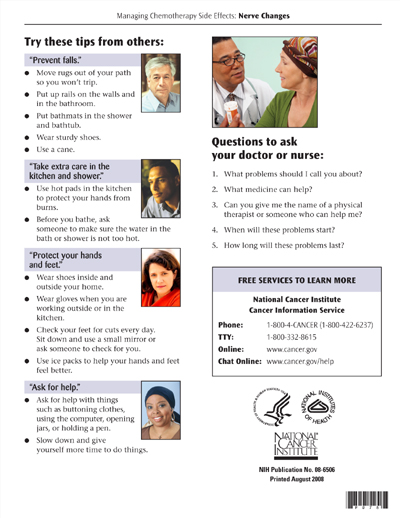 Managing Chemotherapy Side Effects: Nerve Changes
Try these tips from others:
“Prevent falls.”
● Move rugs out of your path
so you won’t trip.
● Put up rails on the walls and
in the bathroom.
● Put bathmats in the shower
and bathtub.
● Wear sturdy shoes.
● Use a cane.
“Take extra care in the
kitchen and shower.”
● Use hot pads in the kitchen
to protect your hands from
burns.
● Before you bathe, ask
someone to make sure the water in the
bath or shower is not too hot.
“Protect your hands
and feet.”
● Wear shoes inside and
outside your home.
● Wear gloves when you are
working outside or in the
kitchen.
● Check your feet for cuts every day.
Sit down and use a small mirror or
ask someone to check for you.
● Use ice packs to help your hands and feet
feel better.
“Ask for help.”
● Ask for help with things
such as buttoning clothes,
using the computer, opening
jars, or holding a pen.
● Slow down and give
yourself more time to do things.
Questions to ask
your doctor or nurse:
1. What problems should I call you about?
2. What medicine can help?
3. Can you give me the name of a physical
therapist or someone who can help me?
4. When will these problems start?
5. How long will these problems last?
FREE SERVICES TO LEARN MORE
National Cancer Institute
Cancer Information Service
Phone: 1-800-4-CANCER (1-800-422-6237)
TTY: 1-800-332-8615
Online: www.cancer.gov
Chat Online: www.cancer.gov/help
NATIONAL INSTITUTES
OF HEALTH
NATIONAL
CANCER
INSTITUTE
NIH Publication No. 08-6506
Printed August 2008